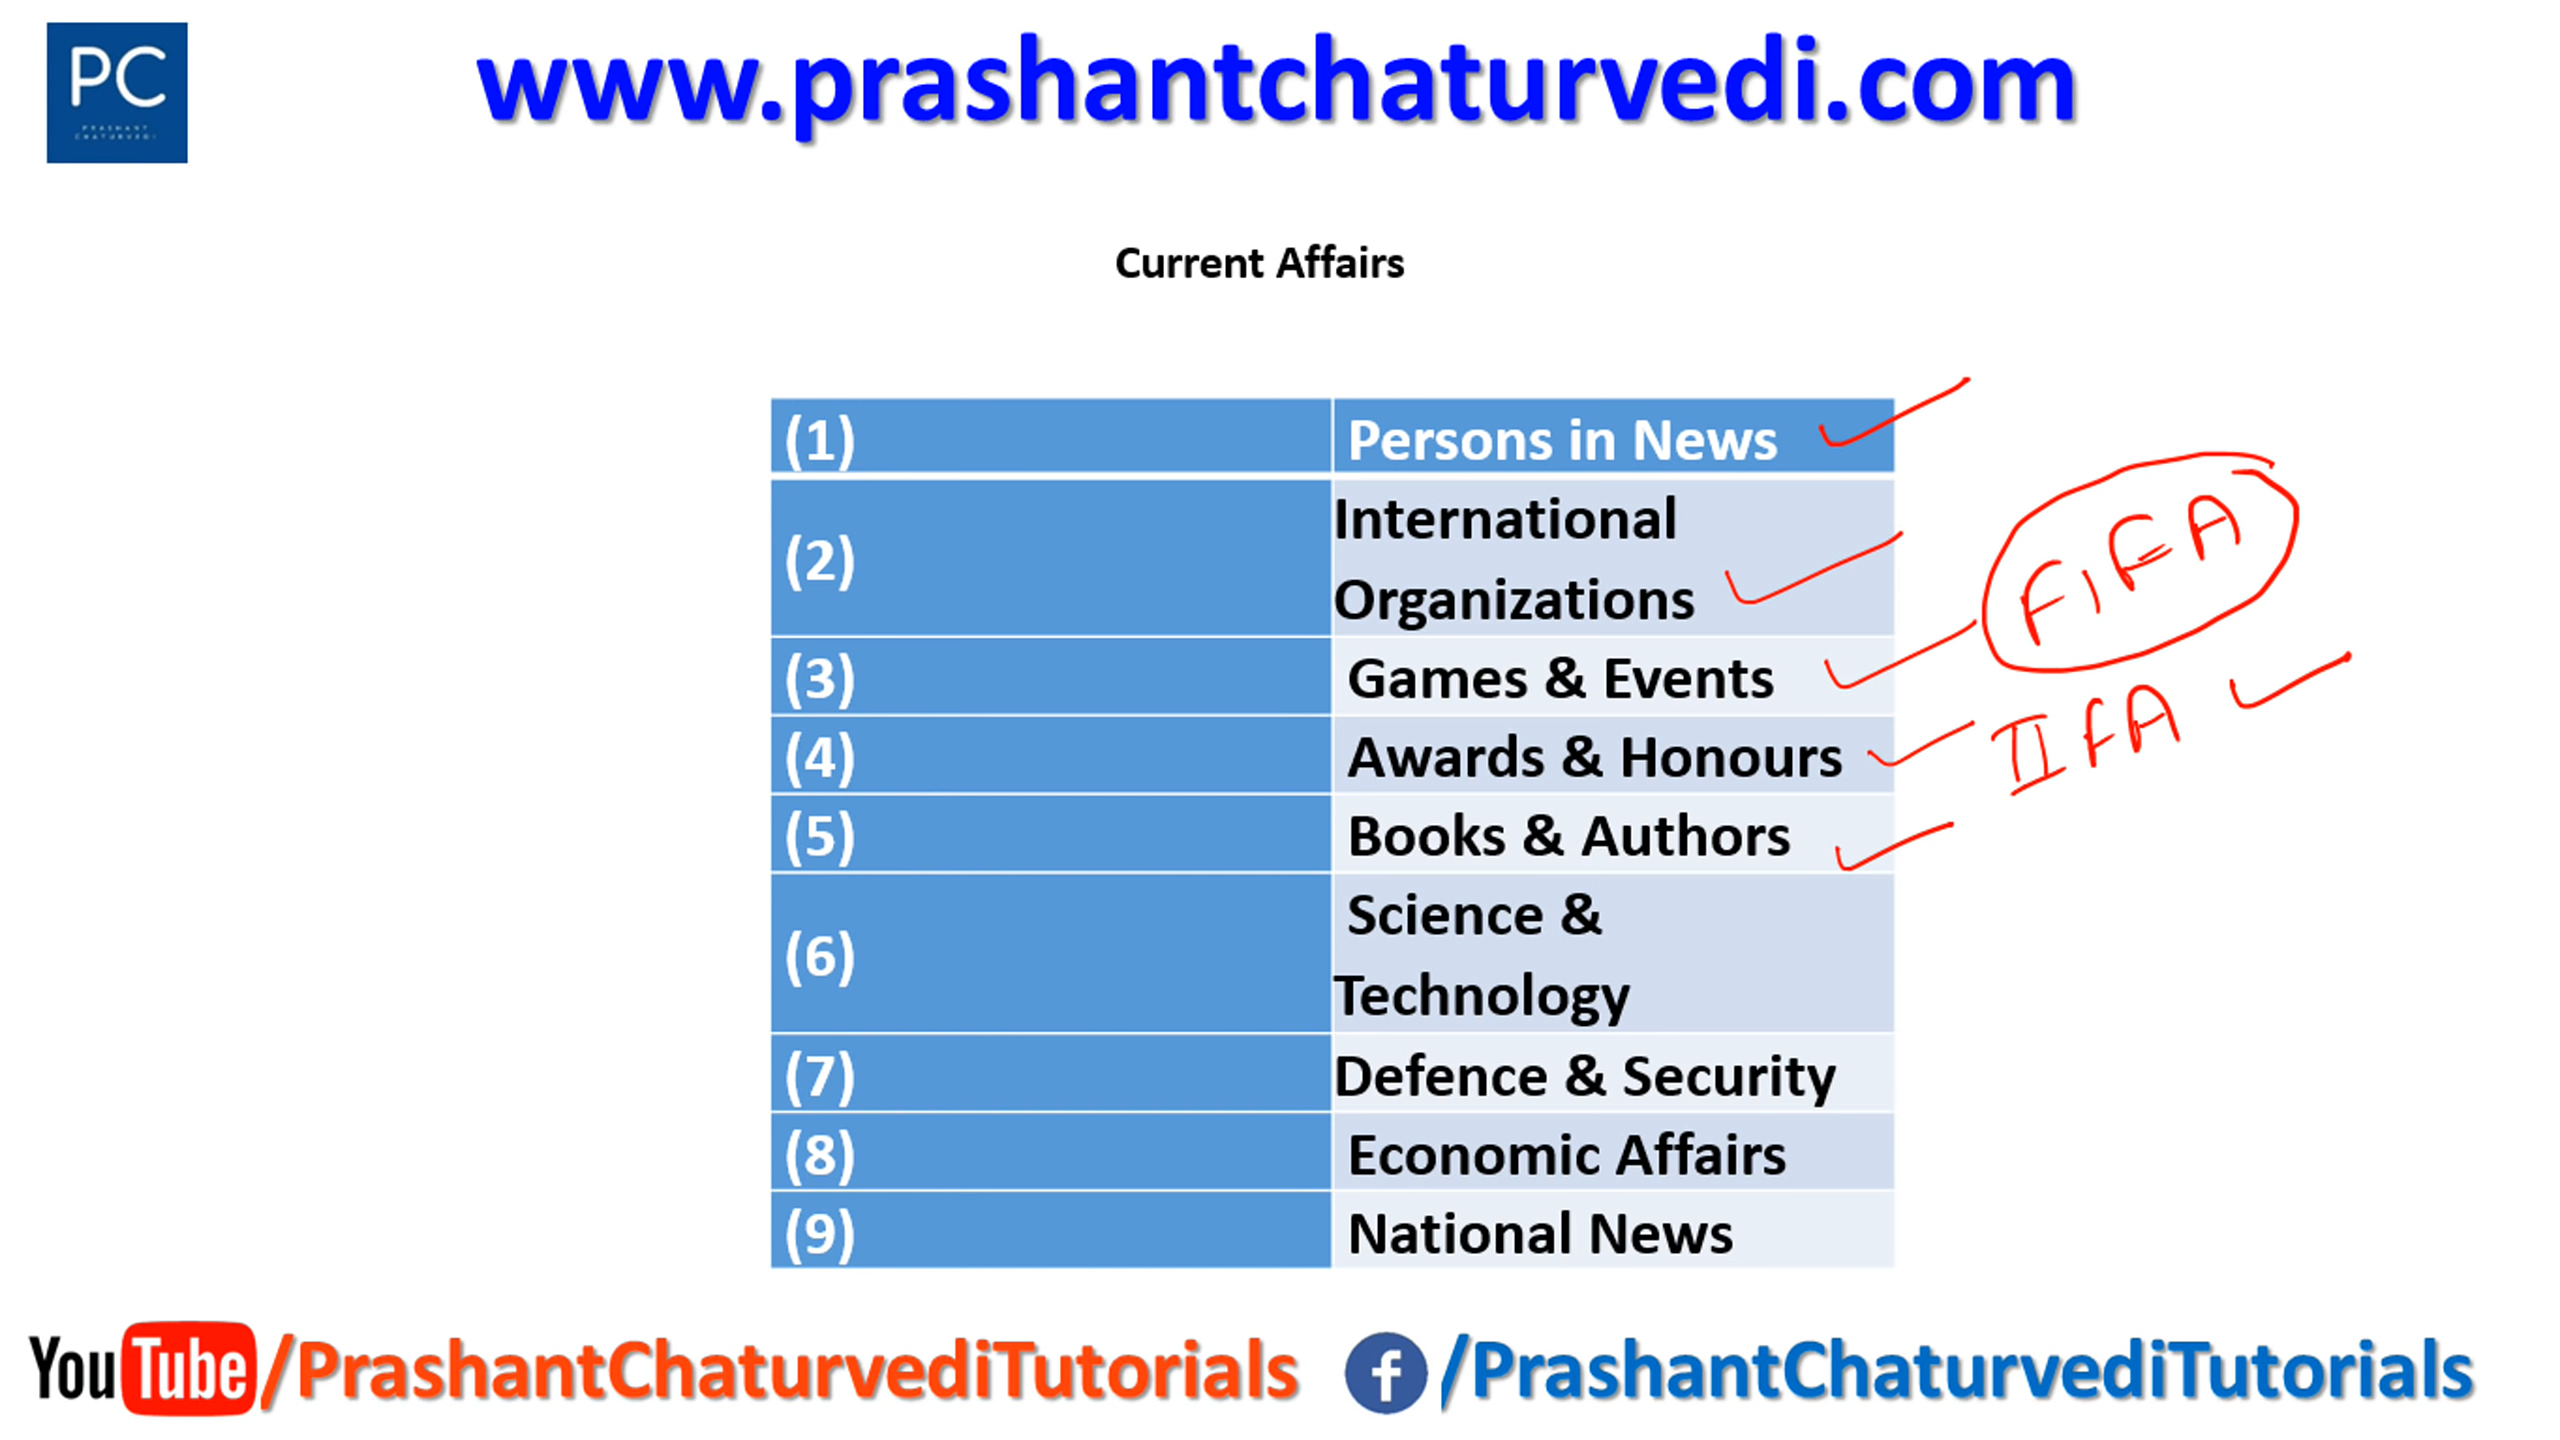 PC
PRASHANT
CHATURVEDI
www.prashantchaturvedi.com
Current Affairs
(1) Persons in News
(2) International
Organizations
FIFA
(3) Games & Events
(4) Awards & Honours
IIFA
(5) Books & Authors
(6) Science &
Technology
(7) Defence & Security
(8) Economic Affairs
(9) National News
YouTube/PrashantChaturvediTutorials
f/PrashantChaturvediTutorials